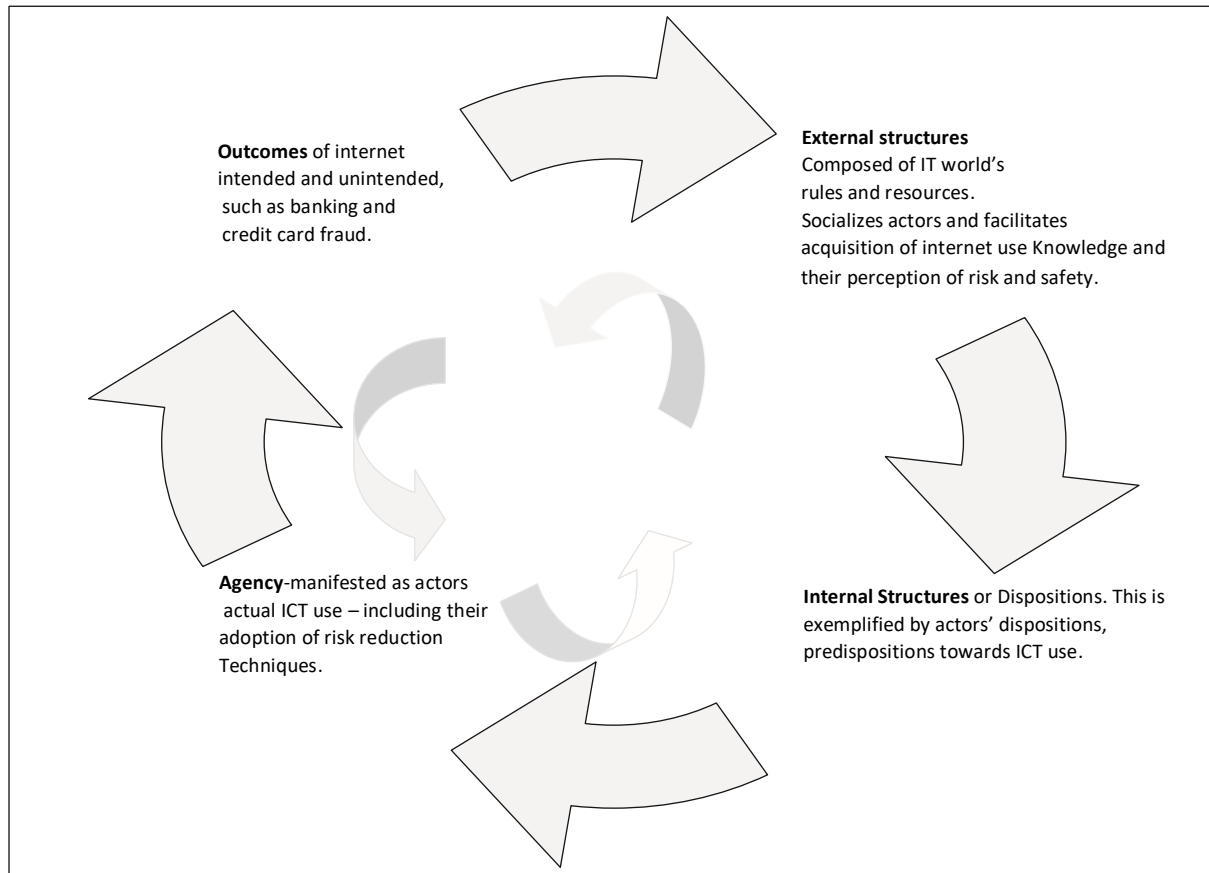 Outcomes of internet
intended and unintended,
such as banking and
credit card fraud.
External structures
Composed of IT world’s
rules and resources.
Socializes actors and facilitates
acquisition of internet use Knowledge and
their perception of risk and safety.
Agency-manifested as actors
actual ICT use – including their
adoption of risk reduction
Techniques.
Internal Structures or Dispositions. This is
exemplified by actors’ dispositions,
predispositions towards ICT use.